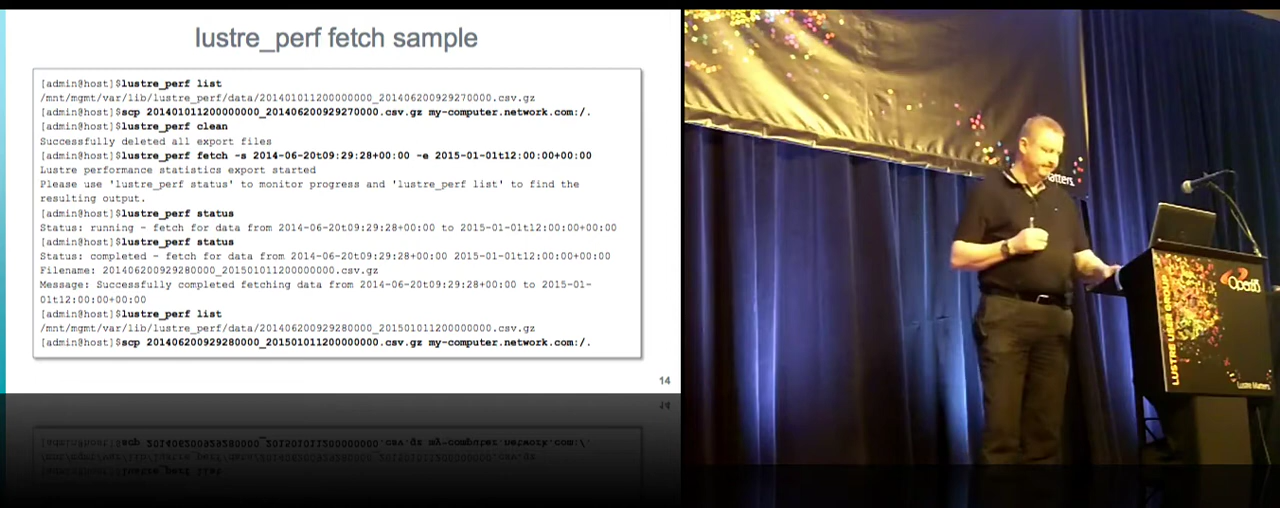 lustre_perf fetch sample
[admin@host]$lustre_perf list
/mnt/mgmt/var/lib/lustre_perf/data/201401011200000000_201406200929270000.csv.gz
[admin@host]$scp 201401011200000000_201406200929270000.csv.gz my-computer.network.com:/.
[admin@host]$lustre_perf clean
Successfully deleted all export files
[admin@host]$lustre_perf fetch -s 2014-06-20t09:29:28+00:00 -e 2015-01-01t12:00:00+00:00
Lustre performance statistics export started
Please use 'lustre_perf status' to monitor progress and 'lustre_perf list' to find the
resulting output.
[admin@host]$lustre_perf status
Status: running - fetch for data from 2014-06-20t09:29:28+00:00 to 2015-01-01t12:00:00+00:00
[admin@host]$lustre_perf status
Status: completed - fetch for data from 2014-06-20t09:29:28+00:00 2015-01-01t12:00:00+00:00
Filename: 201406200929280000_201501011200000000.csv.gz
Message: Successfully completed fetching data from 2014-06-20t09:29:28+00:00 to 2015-01-
01t12:00:00+00:00
[admin@host]$lustre_perf list
/mnt/mgmt/var/lib/lustre_perf/data/201406200929280000_201501011200000000.csv.gz
[admin@host]$scp 201406200929280000_201501011200000000.csv.gz my-computer.network.com:/.
14
atters.
OpenSFS
LUSTRE USER GROUP
Lustre Matters.